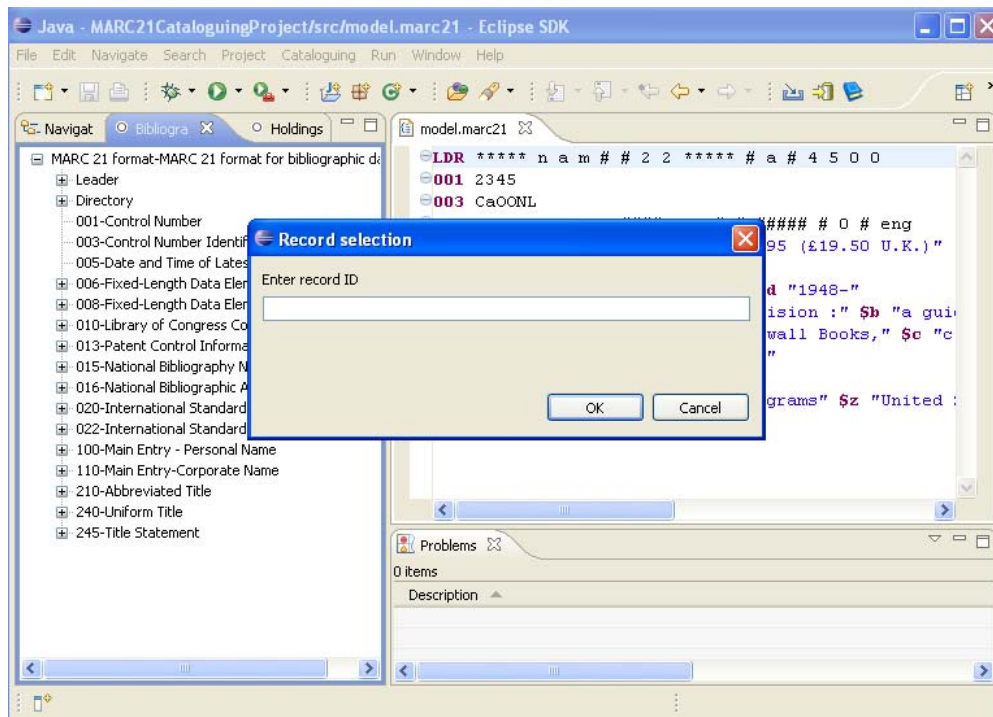 Java - MARC21CataloguingProject/src/model.marc21 - Eclipse SDK
File Edit Navigate Search Project Cataloguing Run Window Help
Navigat Bibliogra Holdings
MARC 21 format-MARC 21 format for bibliographic da
Leader
Directory
001-Control Number
003-Control Number Identif
005-Date and Time of Lates
006-Fixed-Length Data Eler
008-Fixed-Length Data Eler
010-Library of Congress Co
013-Patent Control Informa
015-National Bibliography N
016-National Bibliographic A
020-International Standard
022-International Standard
100-Main Entry - Personal Name
110-Main Entry-Corporate Name
210-Abbreviated Title
240-Uniform Title
245-Title Statement
model.marc21
LDR ***** n a m # # 2 2 ***** # a # 4 5 0 0
001 2345
003 CaOONL
##### # 0 # eng
95 (£19.50 U.K.)"
d "1948-"
ision :" $b "a gui
wall Books," $c "c
"
grams" $z "United
Record selection
Enter record ID
OK Cancel
Problems
0 items
Description